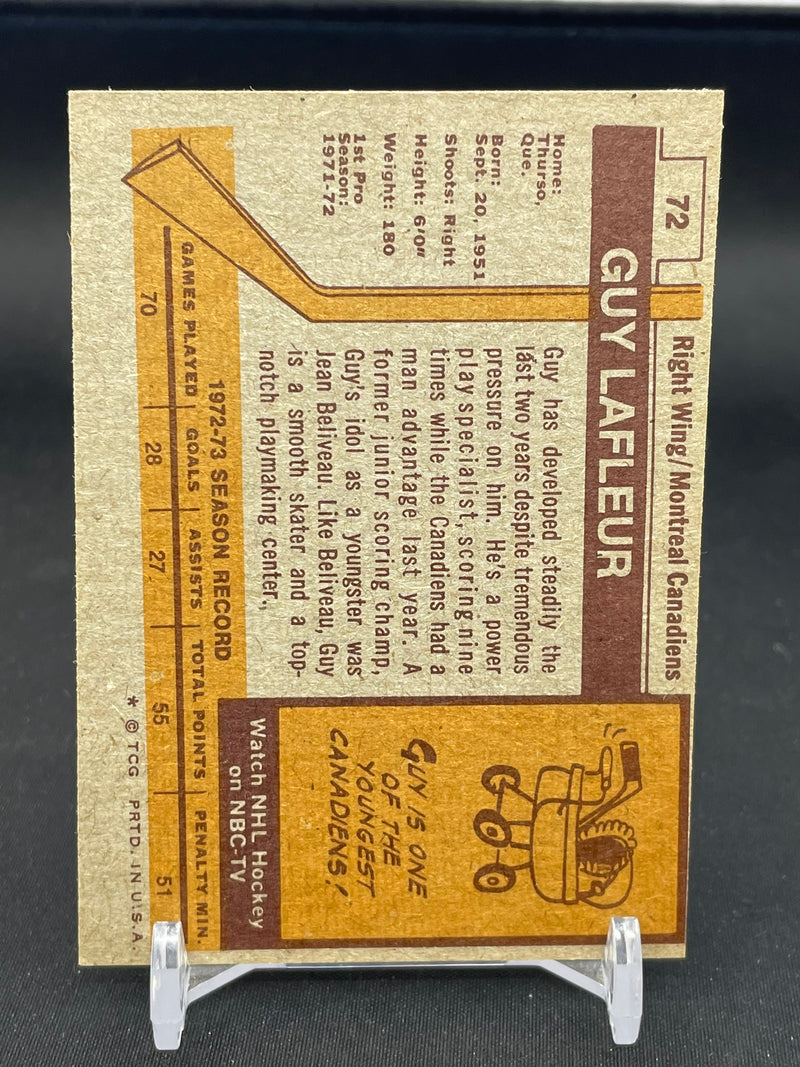 72
Right Wing/Montreal Canadiens
GUY LAFLEUR
Home:
Thurso,
Que.
Born:
Sept. 20, 1951
Shoots: Right
Height: 6'0"
Weight: 180
1st Pro
Season:
1971-72
Guy has developed steadily the
last two years despite tremendous
pressure on him. He's a power
play specialist, scoring nine
times while the Canadiens had a
man advantage last year. A
former junior scoring champ,
Guy's idol as a youngster was
Jean Beliveau. Like Beliveau, Guy
is a smooth skater and a top-
notch playmaking center.
GUY IS ONE
OF THE
YOUNGEST
CANADIENS!
Watch NHL Hockey
on NBC-TV
1972-73 SEASON RECORD
GAMES PLAYED GOALS ASSISTS TOTAL POINTS PENALTY MIN.
70 28 27 55 51
* © TCG PRTD. IN U.S.A.